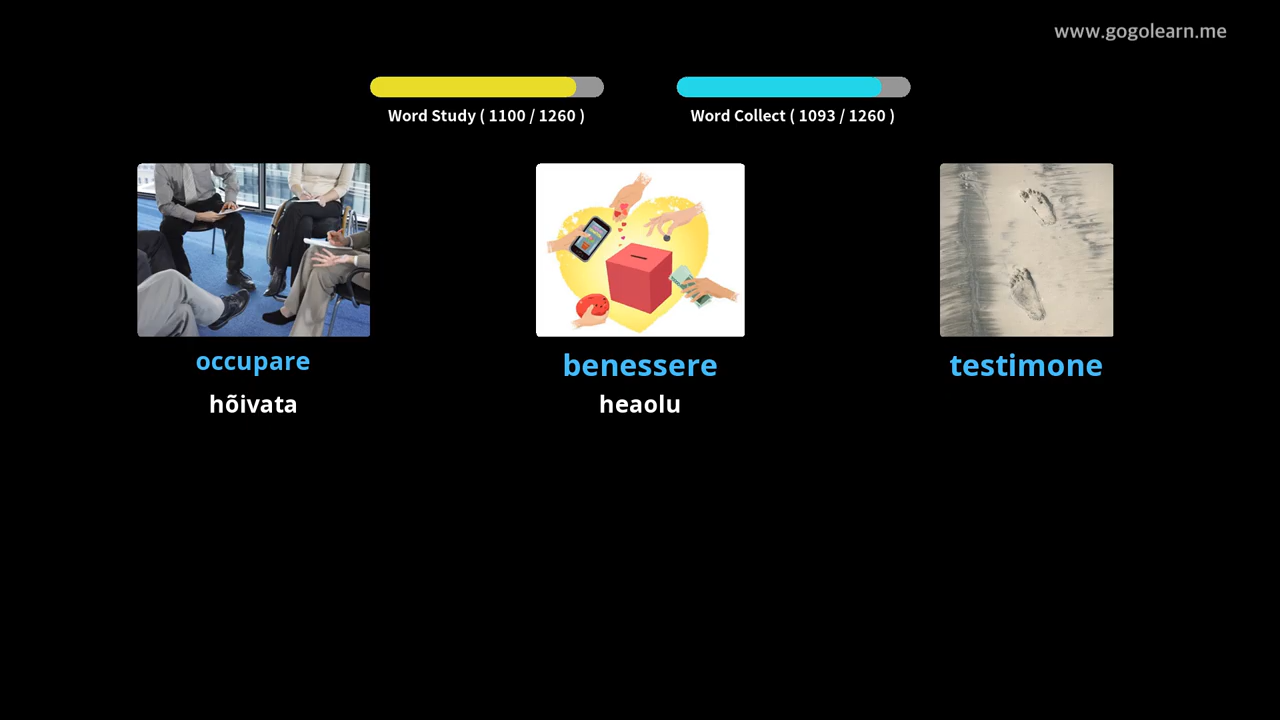 www.gogolearn.me
Word Study ( 1100 / 1260 )
Word Collect ( 1093 / 1260 )
occupare
hõivata
benessere
heaolu
testimone